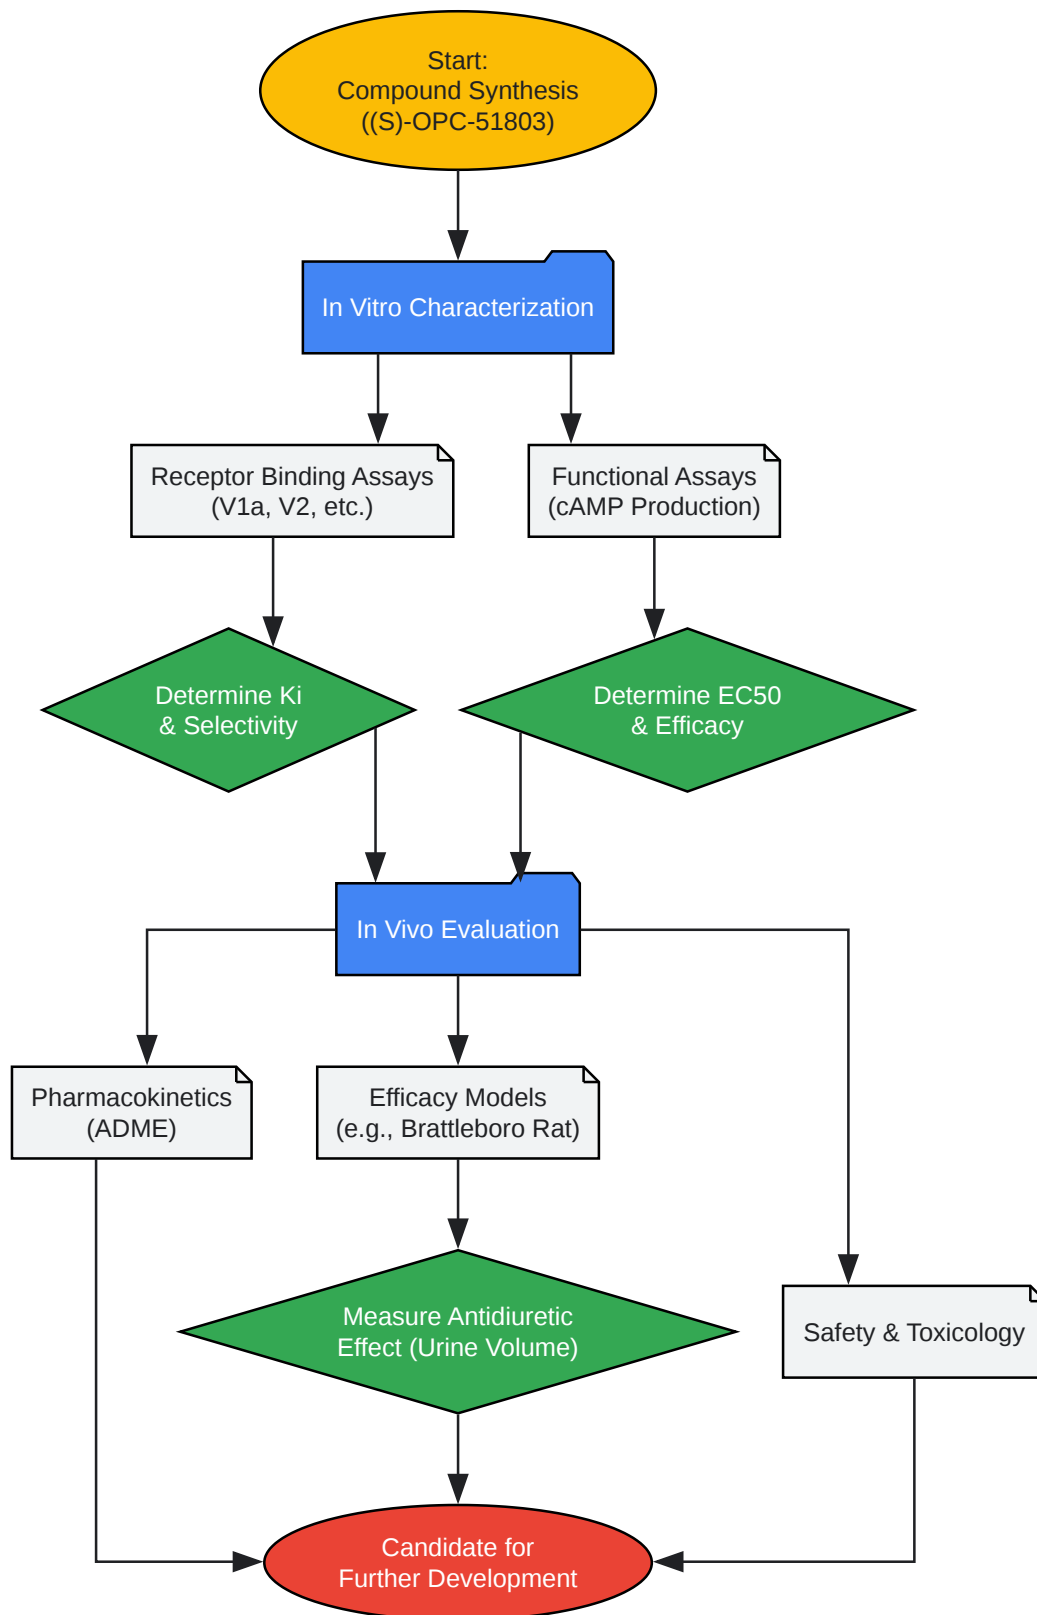 Start:
Compound Synthesis
((S)-OPC-51803)
In Vitro Characterization
Receptor Binding Assays
(V1a, V2, etc.)
Functional Assays
(cAMP Production)
Determine Ki
& Selectivity
Determine EC50
& Efficacy
In Vivo Evaluation
Pharmacokinetics
(ADME)
Efficacy Models
(e.g., Brattleboro Rat)
Measure Antidiuretic
Effect (Urine Volume)
Safety & Toxicology
Candidate for
Further Development